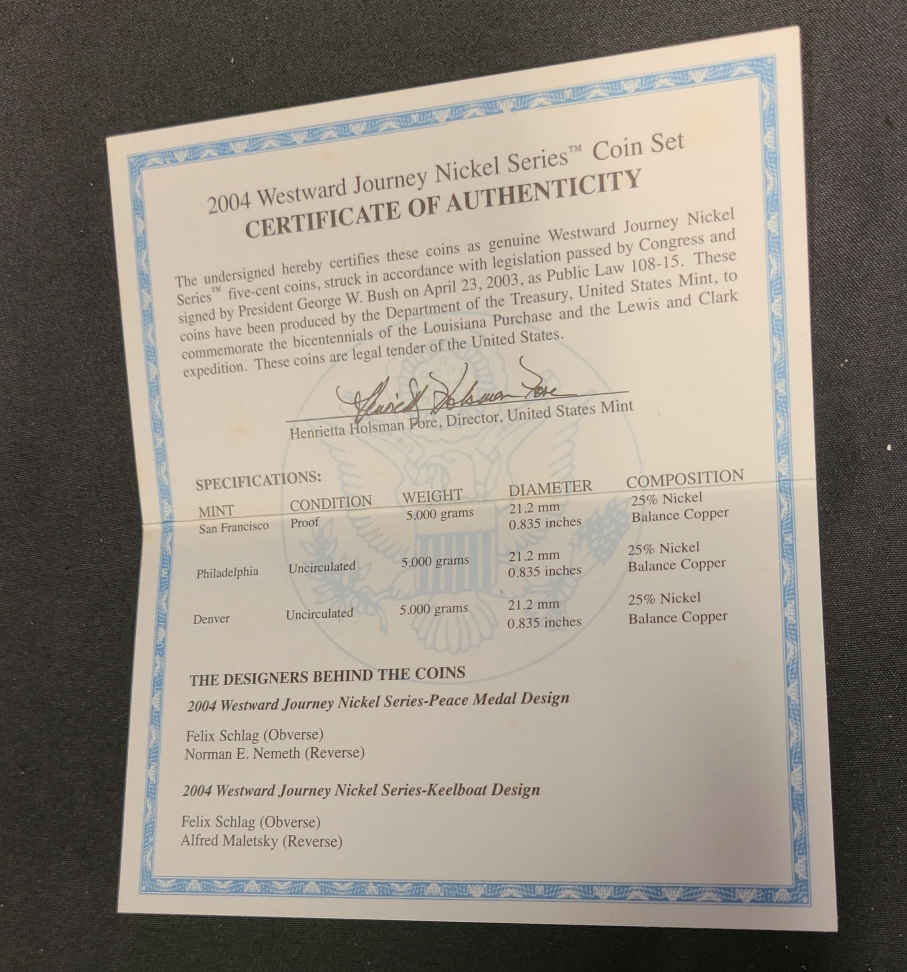 2004 Westward Journey Nickel Series™ Coin Set
CERTIFICATE OF AUTHENTICITY
The undersigned hereby certifies these coins as genuine Westward Journey Nickel
Series™ five-cent coins, struck in accordance with legislation passed by Congress and
signed by President George W. Bush on April 23, 2003, as Public Law 108-15. These
coins have been produced by the Department of the Treasury, United States Mint, to
commemorate the bicentennials of the Louisiana Purchase and the Lewis and Clark
expedition. These coins are legal tender of the United States.
Henrietta Holsman Fore
Henrietta Holsman Fore, Director, United States Mint
SPECIFICATIONS:
MINT CONDITION WEIGHT DIAMETER COMPOSITION
San Francisco Proof 5.000 grams 21.2 mm 25% Nickel
0.835 inches Balance Copper
Philadelphia Uncirculated 5.000 grams 21.2 mm 25% Nickel
0.835 inches Balance Copper
Denver Uncirculated 5.000 grams 21.2 mm 25% Nickel
0.835 inches Balance Copper
THE DESIGNERS BEHIND THE COINS
2004 Westward Journey Nickel Series-Peace Medal Design
Felix Schlag (Obverse)
Norman E. Nemeth (Reverse)
2004 Westward Journey Nickel Series-Keelboat Design
Felix Schlag (Obverse)
Alfred Maletsky (Reverse)